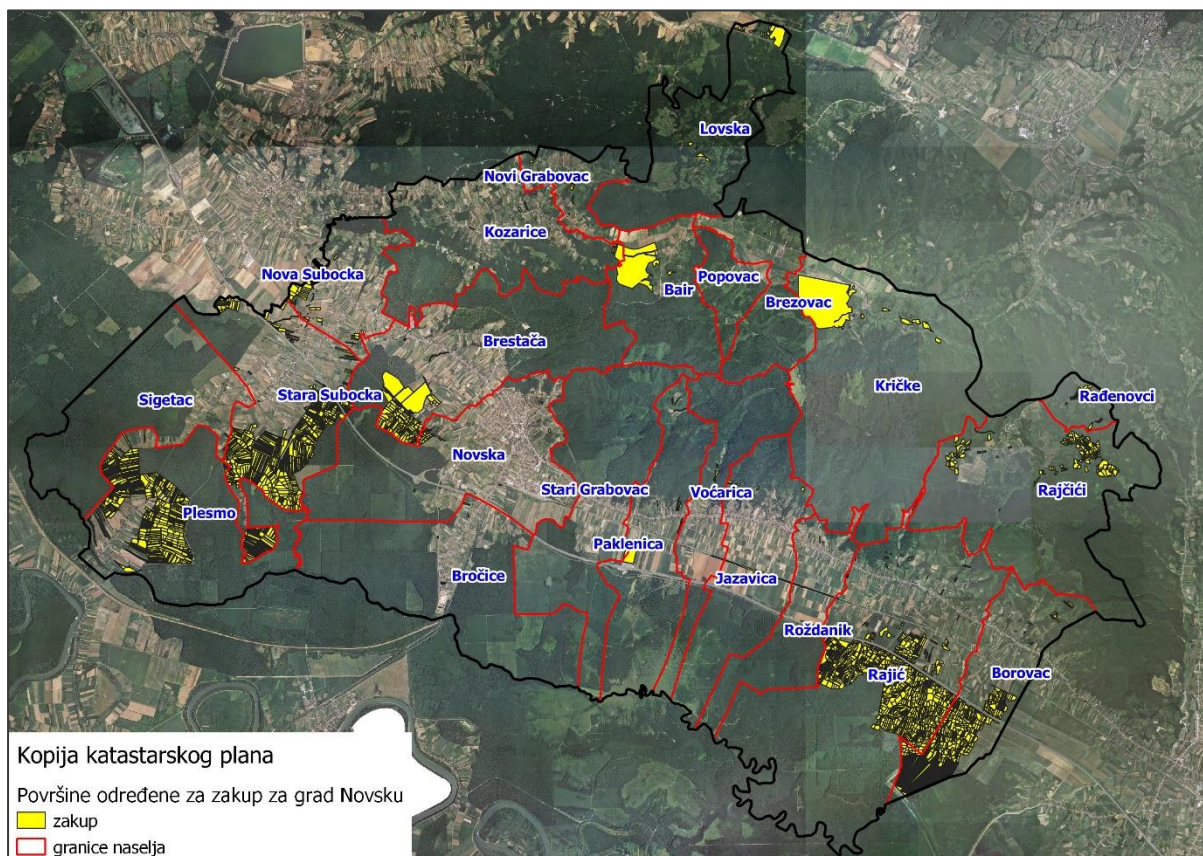 Lovska
Novi Grabovac
Kozarice
Nova Subocka
Bair
Popovac
Brezovac
Brestača
Kričke
Rađenovci
Sigetac
Stara Subocka
Novska
Stari Grabovac
Voćarica
Rajčići
Plesmo
Paklenica
Bročice
Jazavica
Roždanik
Rajić
Borovac
Kopija katastarskog plana
Površine određene za zakup za grad Novsku
zakup
granice naselja